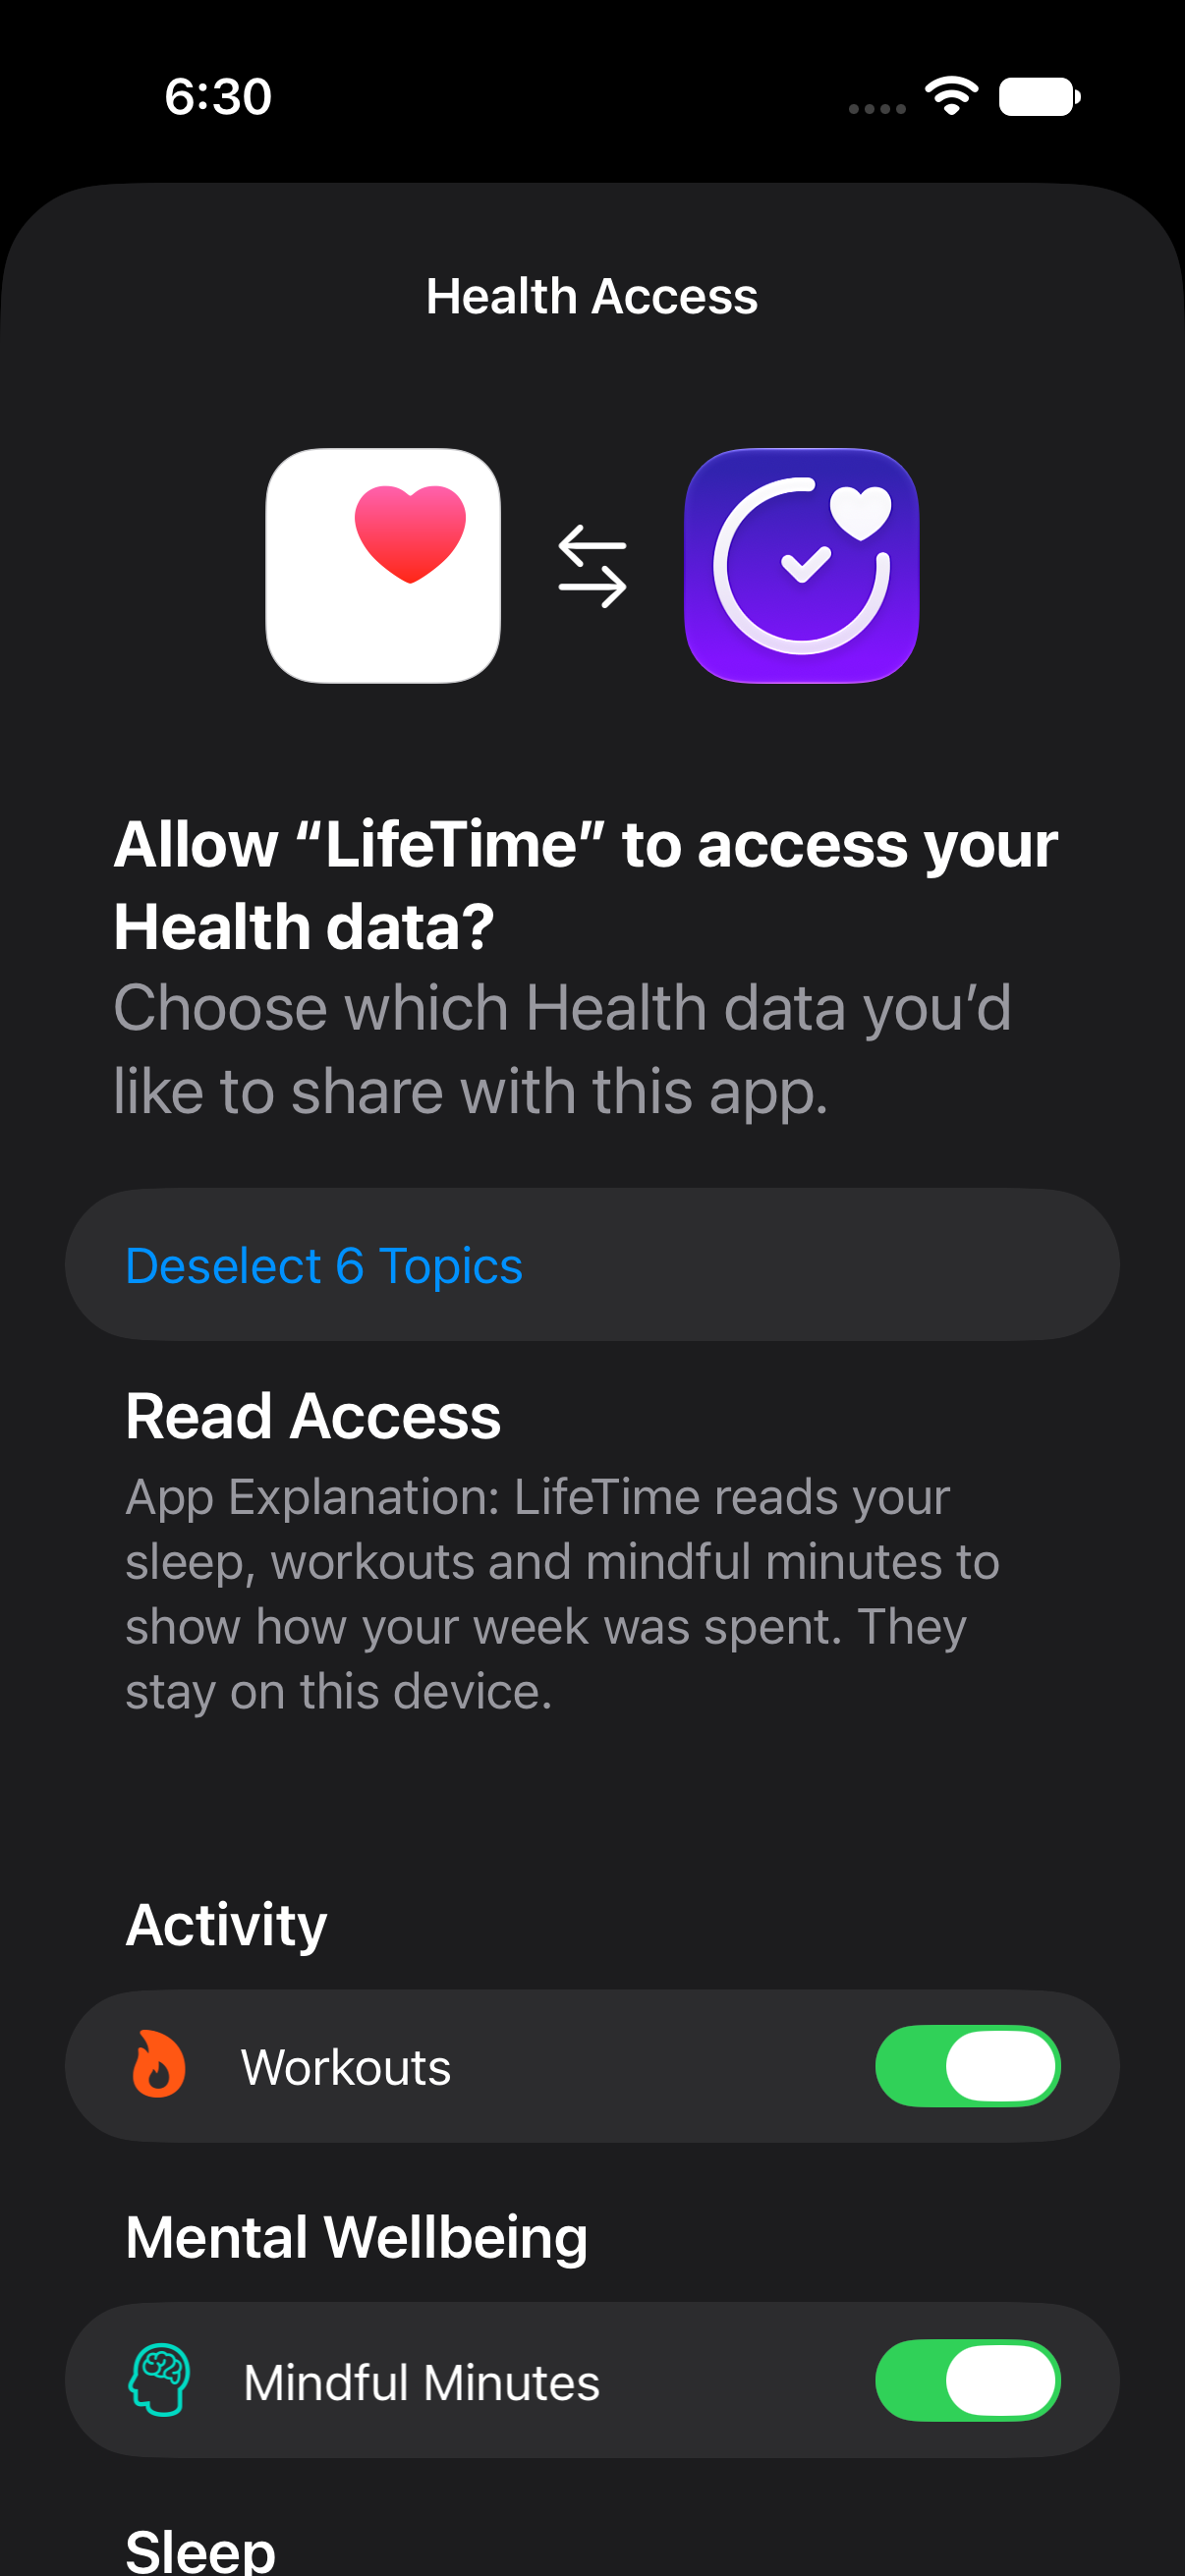 6:30
Health Access
Allow “LifeTime” to access your
Health data?
Choose which Health data you’d
like to share with this app.
Deselect 6 Topics
Read Access
App Explanation: LifeTime reads your
sleep, workouts and mindful minutes to
show how your week was spent. They
stay on this device.
Activity
Workouts
Mental Wellbeing
Mindful Minutes
Sleep